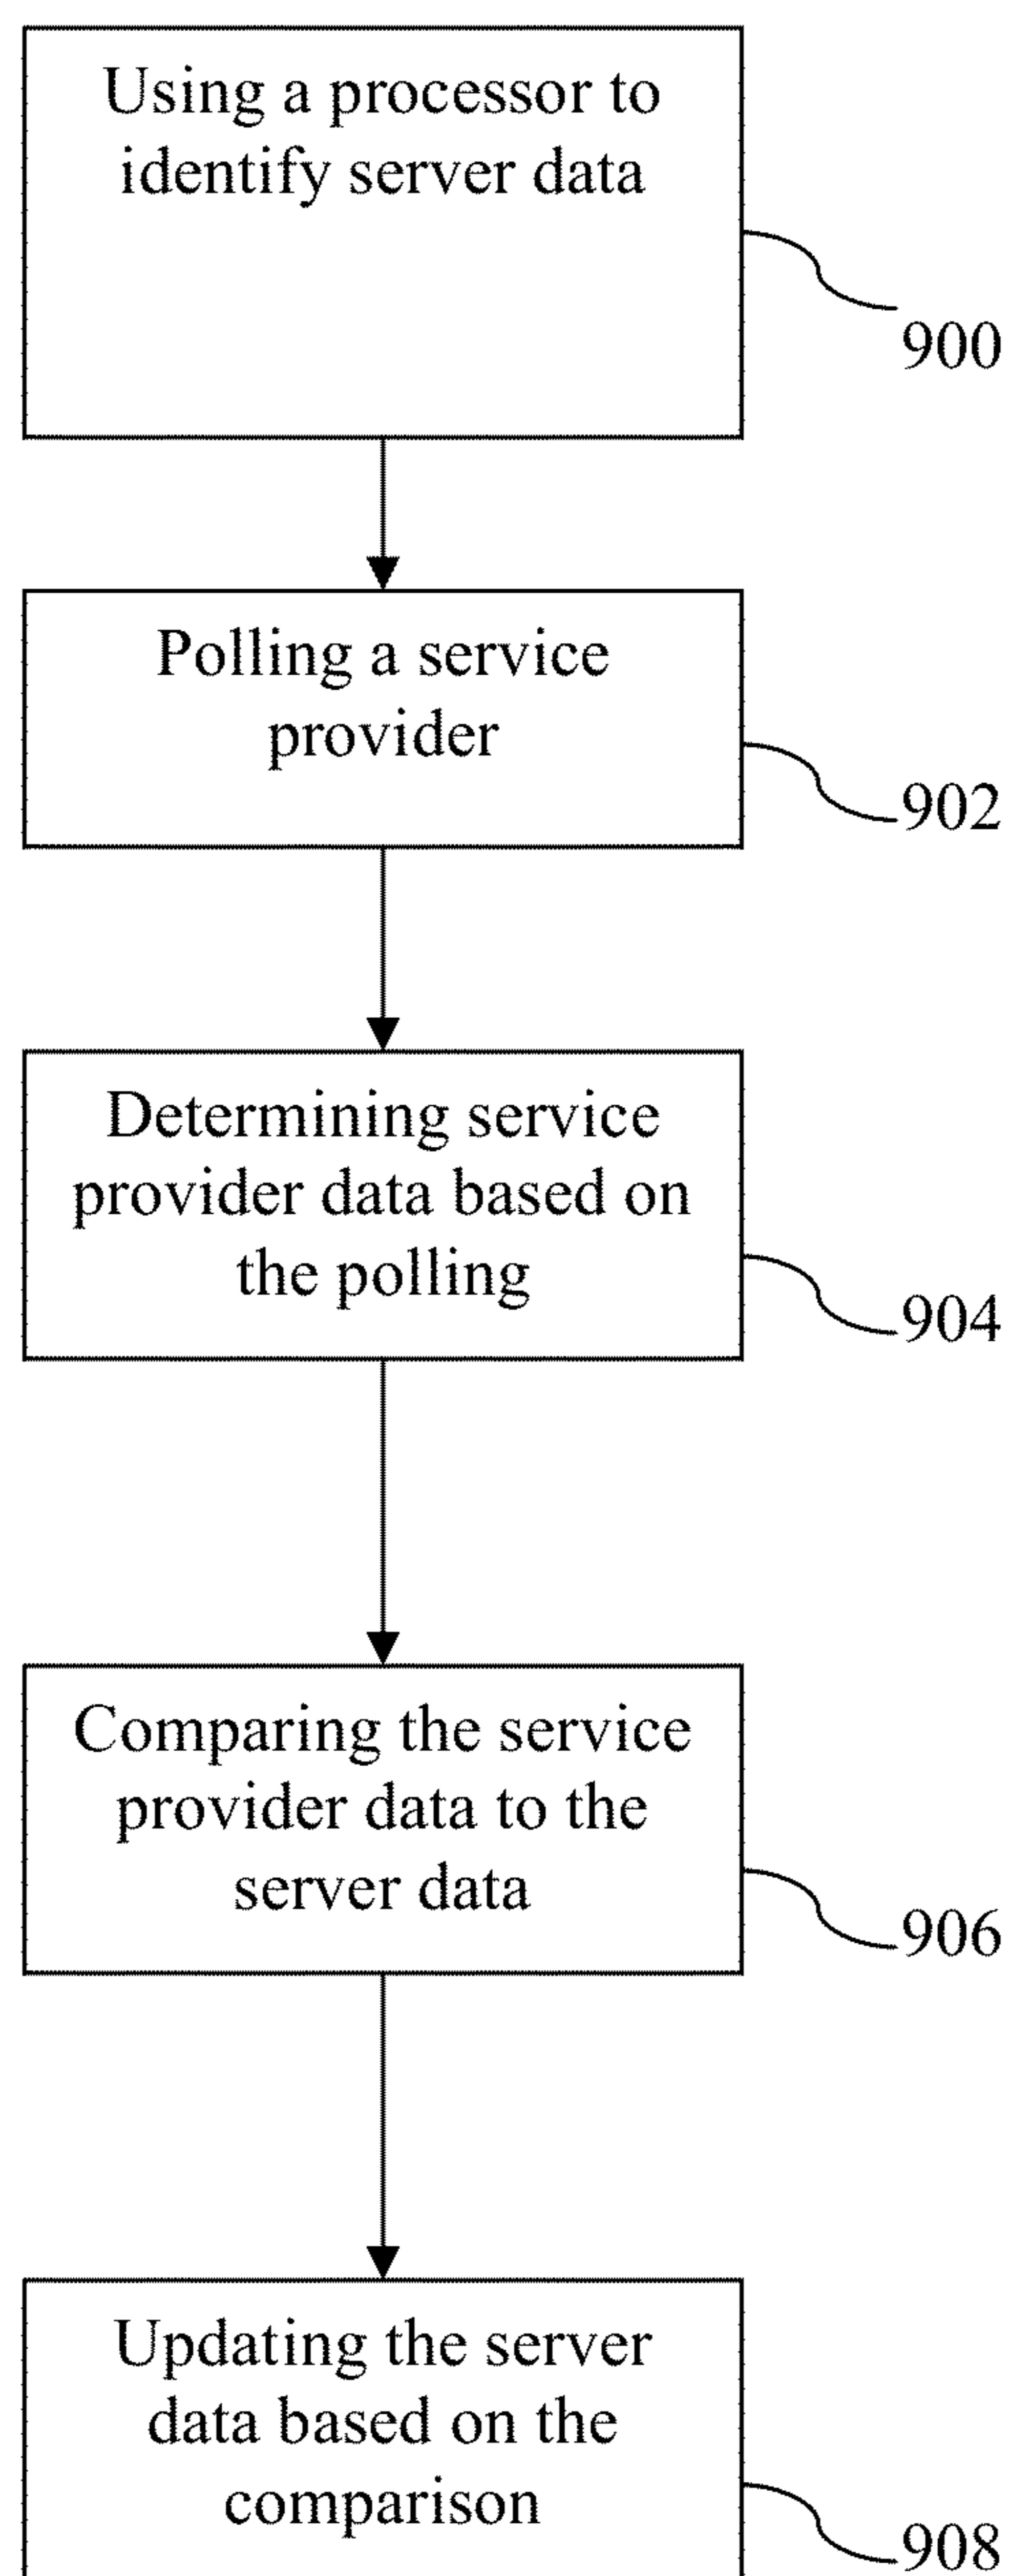 Using a processor to
identify server data
900
Polling a service
provider
902
Determining service
provider data based on
the polling
904
Comparing the service
provider data to the
server data
906
Updating the server
data based on the
comparison
908